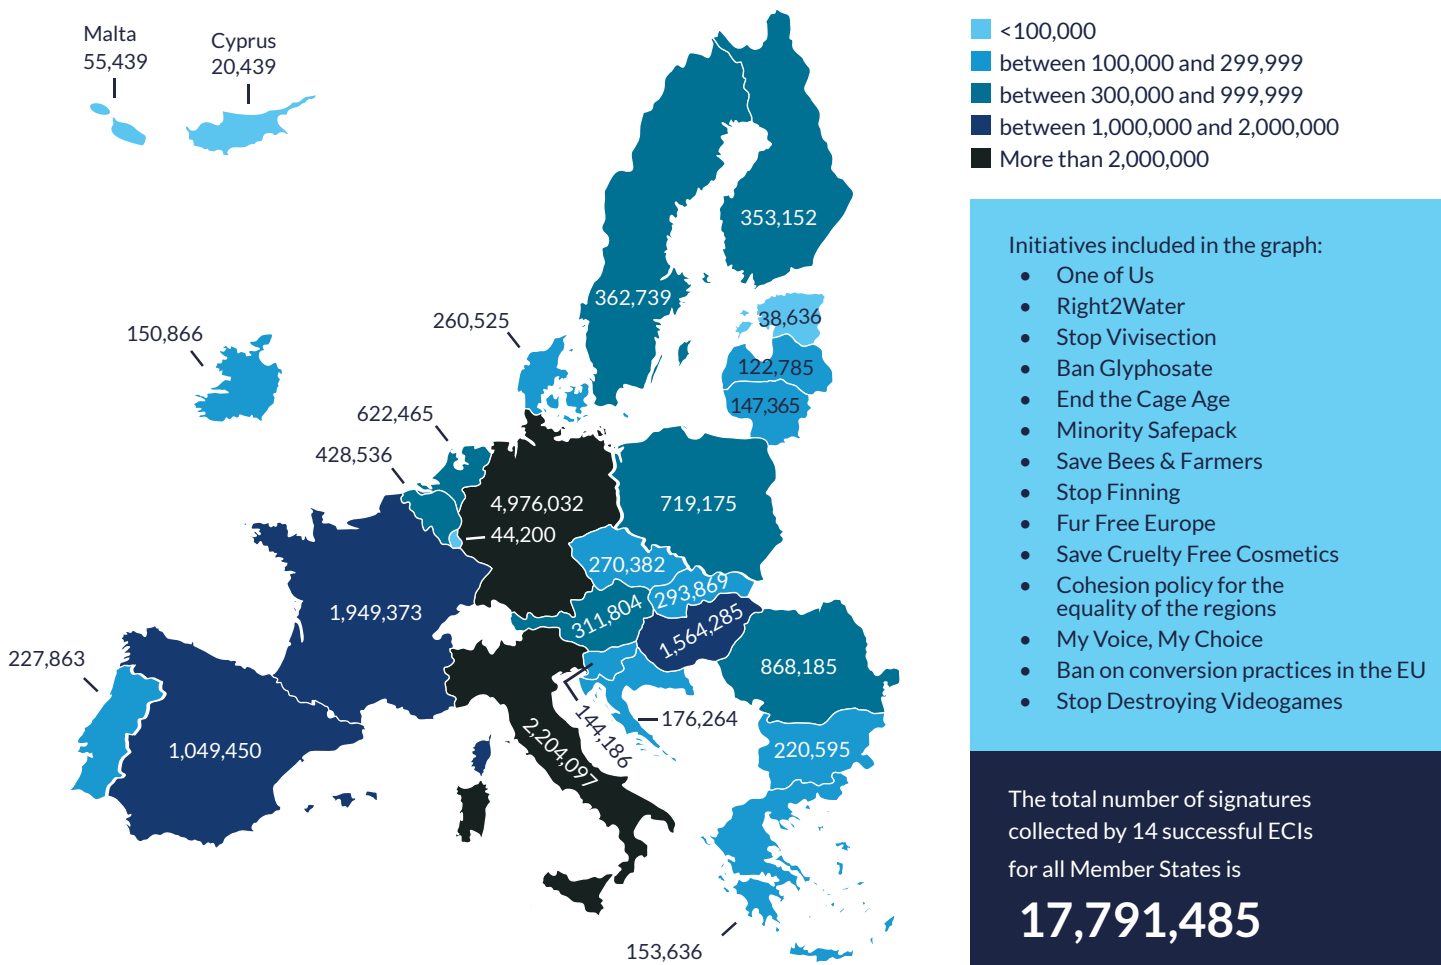 Malta
55,439
Cyprus
20,439
<100,000
between 100,000 and 299,999
between 300,000 and 999,999
between 1,000,000 and 2,000,000
More than 2,000,000
353,152
362,739
38,636
260,525
150,866
122,785
147,365
622,465
428,536
4,976,032
719,175
44,200
270,382
293,869
311,804
1,564,285
1,949,373
227,863
868,185
144,186
176,264
2,204,097
1,049,450
220,595
153,636
Initiatives included in the graph:
• One of Us
• Right2Water
• Stop Vivisection
• Ban Glyphosate
• End the Cage Age
• Minority Safepack
• Save Bees & Farmers
• Stop Finning
• Fur Free Europe
• Save Cruelty Free Cosmetics
• Cohesion policy for the
equality of the regions
• My Voice, My Choice
• Ban on conversion practices in the EU
• Stop Destroying Videogames
The total number of signatures
collected by 14 successful ECIs
for all Member States is
17,791,485